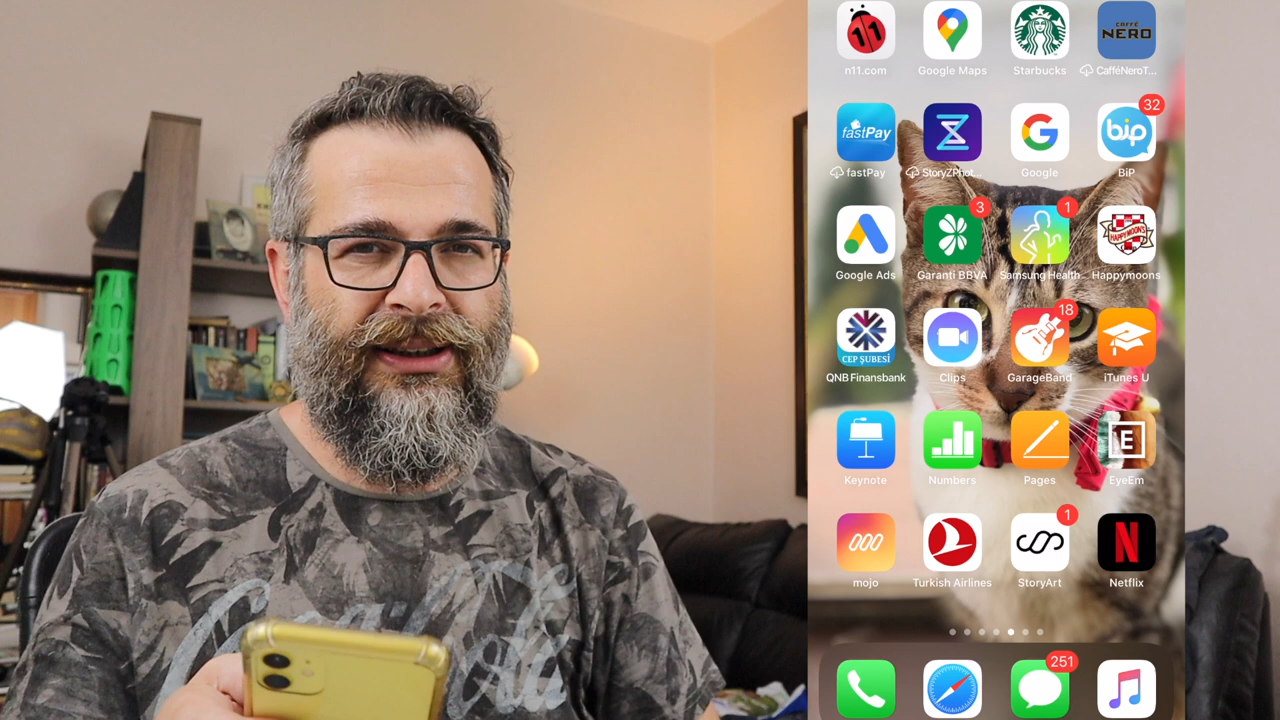 11
n11.com
Google Maps
Starbucks
CAFFÈ
NERO
CafféNeroT...
fastPay
fastPay
StoryZPhot...
G
Google
32
bip
BiP
Google Ads
3
Garanti BBVA
1
Samsung Health
HAPPYMOON'S
Happymoons
CEP ŞUBESİ
QNB Finansbank
Clips
18
GarageBand
iTunes U
Keynote
Numbers
Pages
E
EyeEm
mojo
Turkish Airlines
1
StoryArt
N
Netflix
251